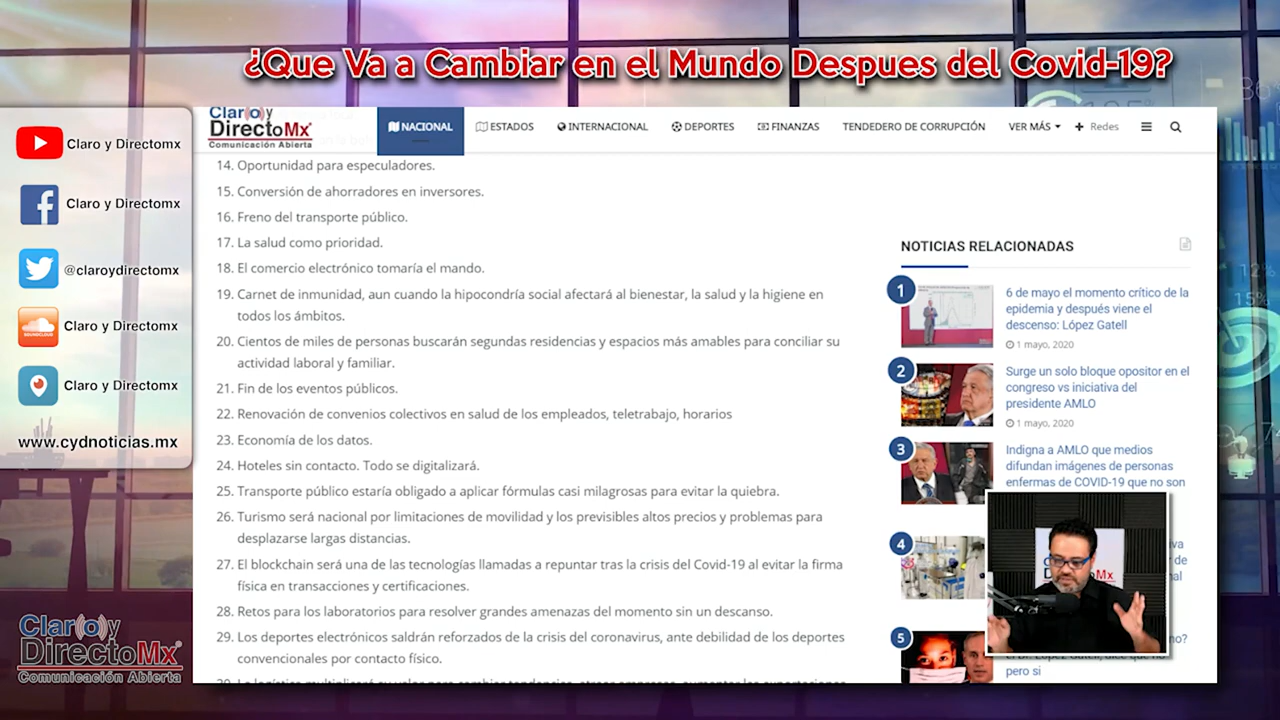 ¿Que Va a Cambiar en el Mundo Despues del Covid-19?
Claro y
DirectoMx
Comunicación Abierta
NACIONAL
ESTADOS
INTERNACIONAL
DEPORTES
FINANZAS
TENDEDERO DE CORRUPCIÓN
VER MÁS
Redes
Claro y Directomx
Claro y Directomx
@claroydirectomx
SOUNDCLOUD
Claro y Directomx
Claro y Directomx
www.cydnoticias.mx
14. Oportunidad para especuladores.
15. Conversión de ahorradores en inversores.
16. Freno del transporte público.
17. La salud como prioridad.
18. El comercio electrónico tomaría el mando.
19. Carnet de inmunidad, aun cuando la hipocondría social afectará al bienestar, la salud y la higiene en
todos los ámbitos.
20. Cientos de miles de personas buscarán segundas residencias y espacios más amables para conciliar su
actividad laboral y familiar.
21. Fin de los eventos públicos.
22. Renovación de convenios colectivos en salud de los empleados, teletrabajo, horarios
23. Economía de los datos.
24. Hoteles sin contacto. Todo se digitalizará.
25. Transporte público estaría obligado a aplicar fórmulas casi milagrosas para evitar la quiebra.
26. Turismo será nacional por limitaciones de movilidad y los previsibles altos precios y problemas para
desplazarse largas distancias.
27. El blockchain será una de las tecnologías llamadas a repuntar tras la crisis del Covid-19 al evitar la firma
física en transacciones y certificaciones.
28. Retos para los laboratorios para resolver grandes amenazas del momento sin un descanso.
29. Los deportes electrónicos saldrán reforzados de la crisis del coronavirus, ante debilidad de los deportes
convencionales por contacto físico.
NOTICIAS RELACIONADAS
1
6 de mayo el momento crítico de la
epidemia y después viene el
descenso: López Gatell
1 mayo, 2020
2
Surge un solo bloque opositor en el
congreso vs iniciativa del
presidente AMLO
1 mayo, 2020
3
Indigna a AMLO que medios
difundan imágenes de personas
enfermas de COVID-19 que no son
4
5
pero si
Claro y
DirectoMx
Comunicación Abierta
12%
15%